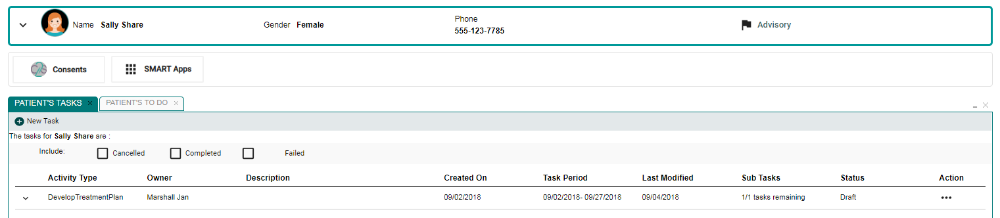 Name Sally Share Gender Female Phone 555-123-7785 Advisory
Consents SMART Apps
PATIENT'S TASKS × PATIENT'S TO DO ×
New Task
The tasks for Sally Share are :
Include: Cancelled Completed Failed
Activity Type Owner Description Created On Task Period Last Modified Sub Tasks Status Action
DevelopTreatmentPlan Marshall Jan 09/02/2018 09/02/2018- 09/27/2018 09/04/2018 1/1 tasks remaining Draft